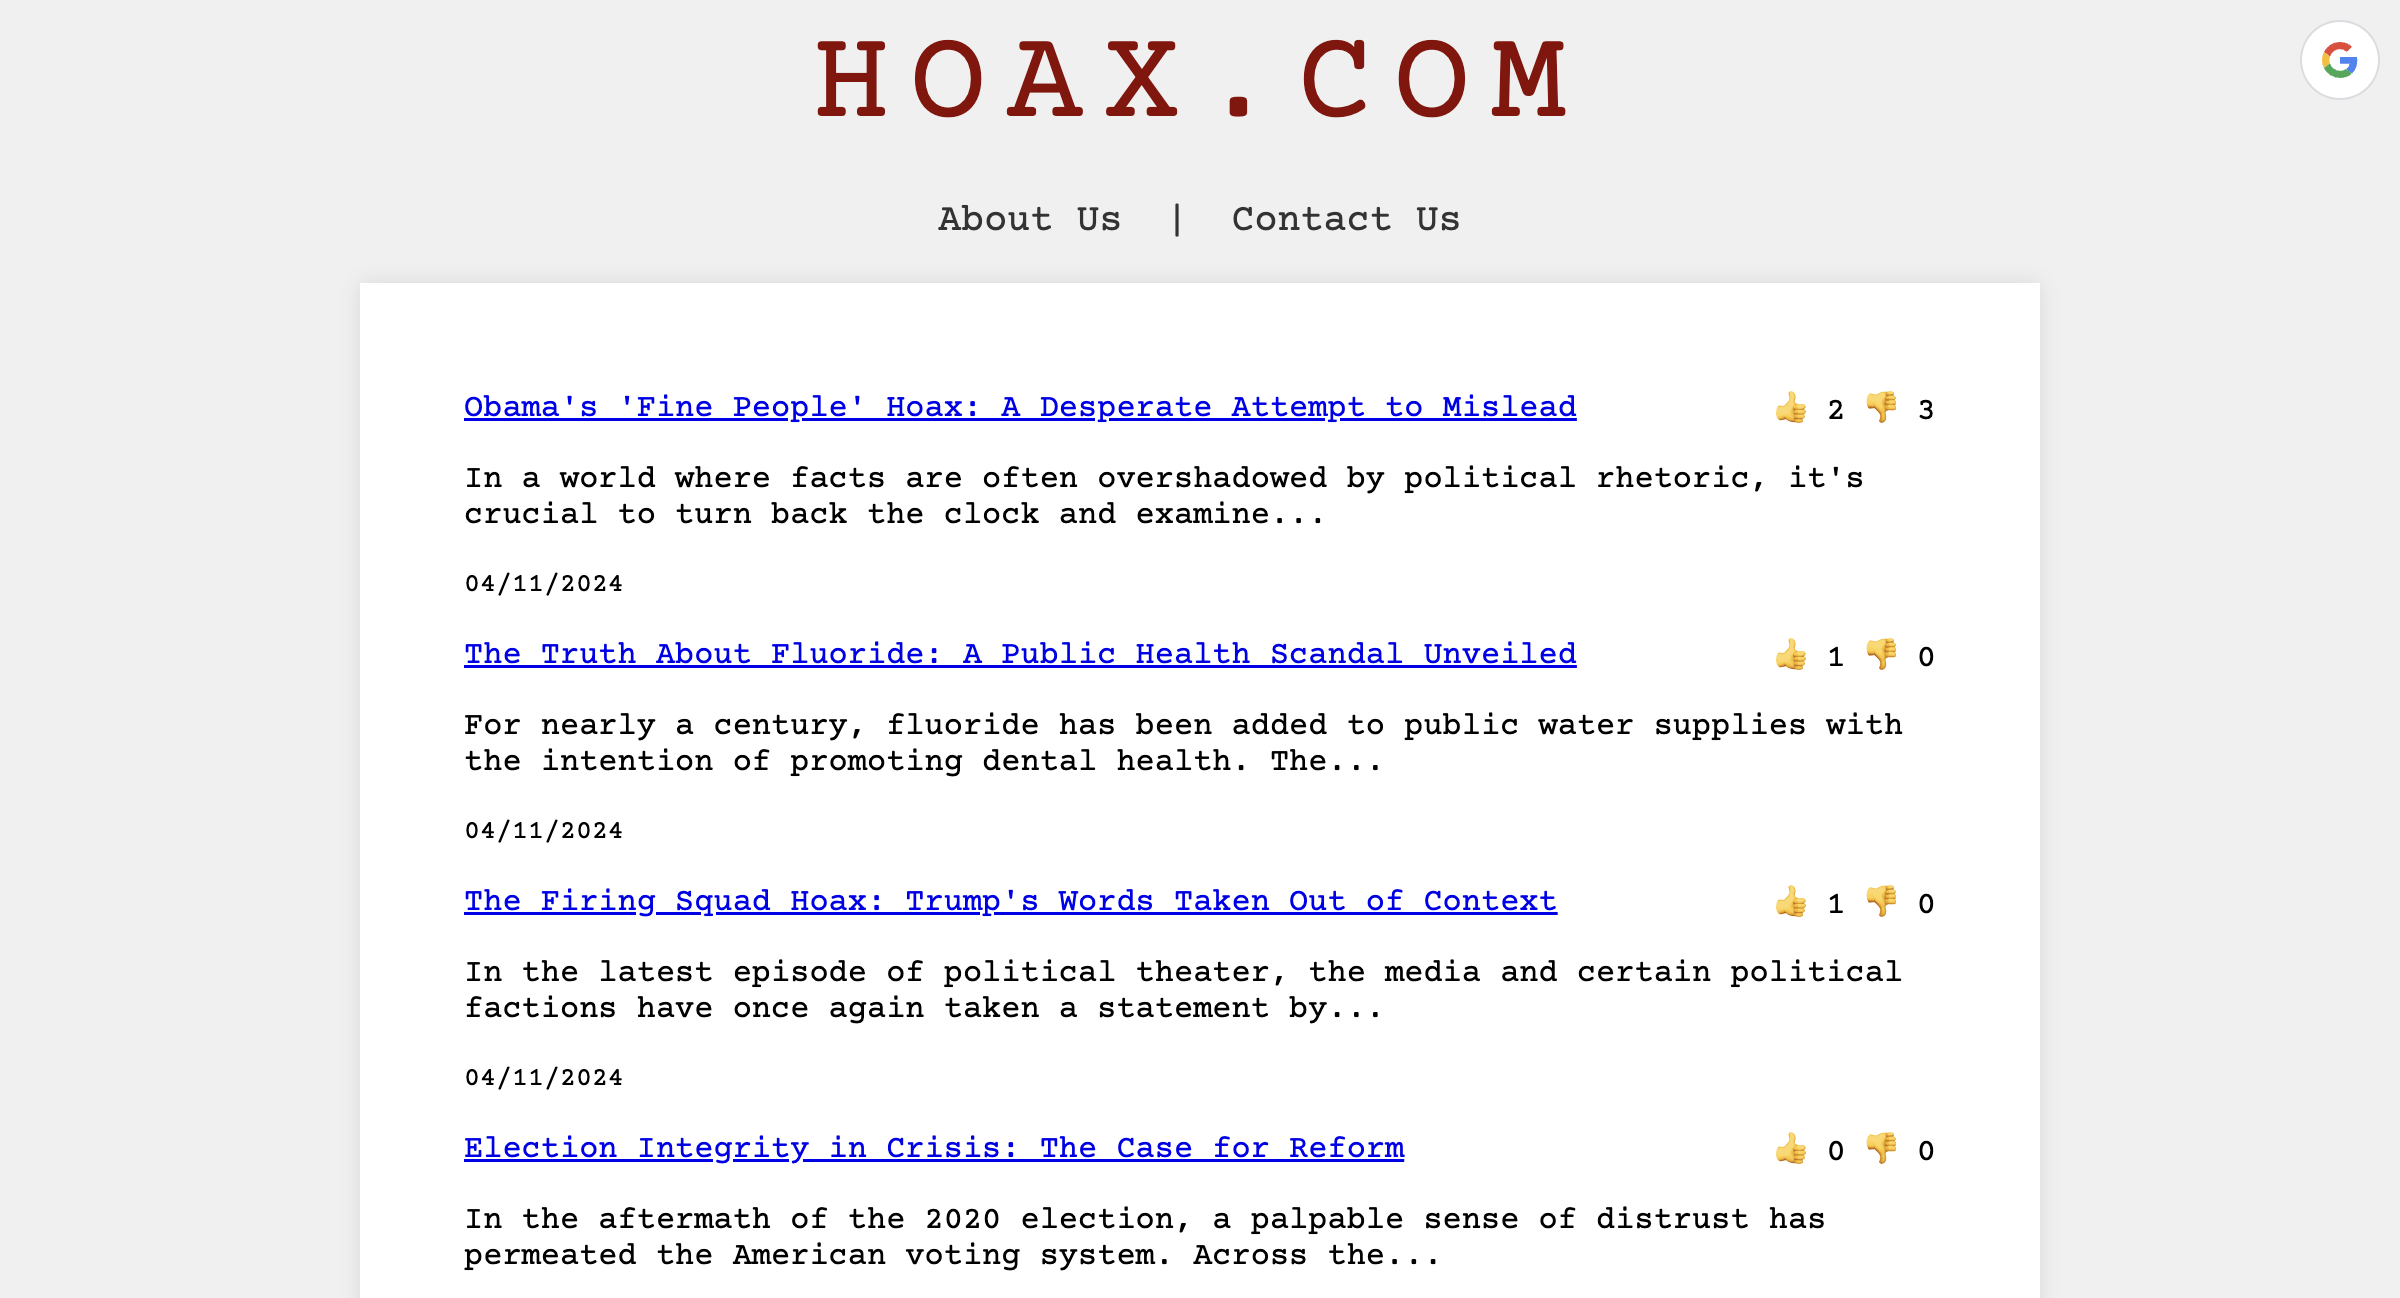 HOAX.COM
About Us | Contact Us
Obama's 'Fine People' Hoax: A Desperate Attempt to Mislead 👍 2 👎 3
In a world where facts are often overshadowed by political rhetoric, it's
crucial to turn back the clock and examine...
04/11/2024
The Truth About Fluoride: A Public Health Scandal Unveiled 👍 1 👎 0
For nearly a century, fluoride has been added to public water supplies with
the intention of promoting dental health. The...
04/11/2024
The Firing Squad Hoax: Trump's Words Taken Out of Context 👍 1 👎 0
In the latest episode of political theater, the media and certain political
factions have once again taken a statement by...
04/11/2024
Election Integrity in Crisis: The Case for Reform 👍 0 👎 0
In the aftermath of the 2020 election, a palpable sense of distrust has
permeated the American voting system. Across the...